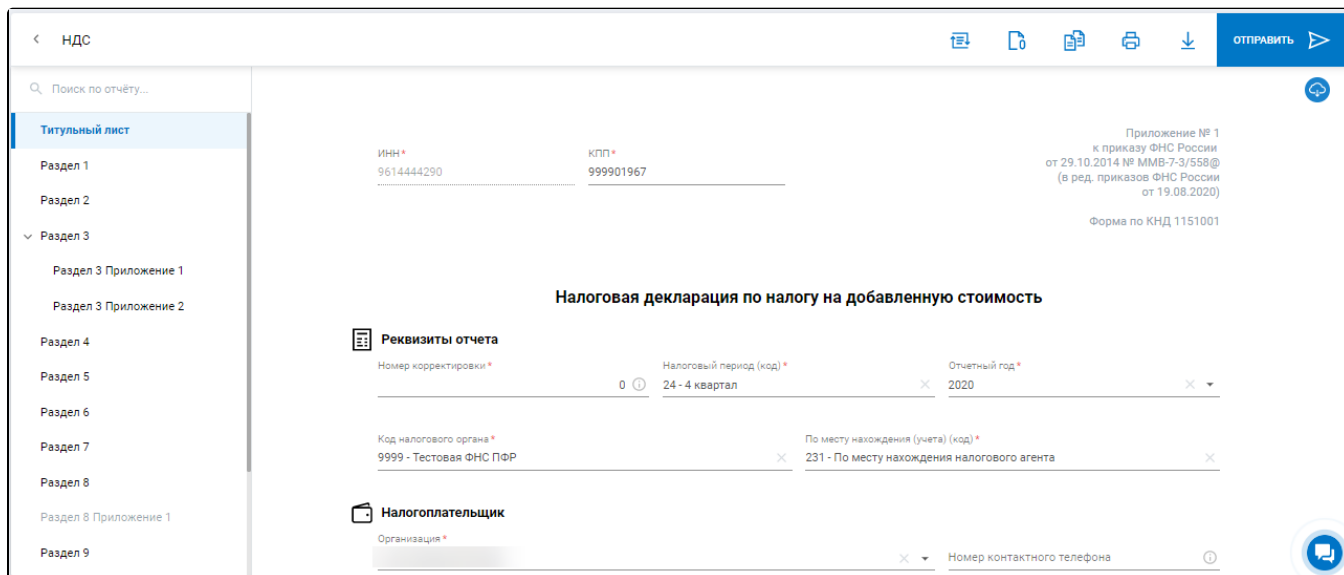 НДС
ОТПРАВИТЬ
Поиск по отчёту...
Титульный лист
Раздел 1
Раздел 2
Раздел 3
Раздел 3 Приложение 1
Раздел 3 Приложение 2
Раздел 4
Раздел 5
Раздел 6
Раздел 7
Раздел 8
Раздел 8 Приложение 1
Раздел 9
Приложение № 1
к приказу ФНС России
от 29.10.2014 № ММВ-7-3/558@
(в ред. приказов ФНС России
от 19.08.2020)
Форма по КНД 1151001
ИНН* КПП*
9614444290 999901967
Налоговая декларация по налогу на добавленную стоимость
Реквизиты отчета
Номер корректировки* Налоговый период (код)* Отчетный год*
0 24 - 4 квартал 2020
Код налогового органа* По месту нахождения (учета) (код)*
9999 - Тестовая ФНС ПФР 231 - По месту нахождения налогового агента
Налогоплательщик
Организация*
Номер контактного телефона